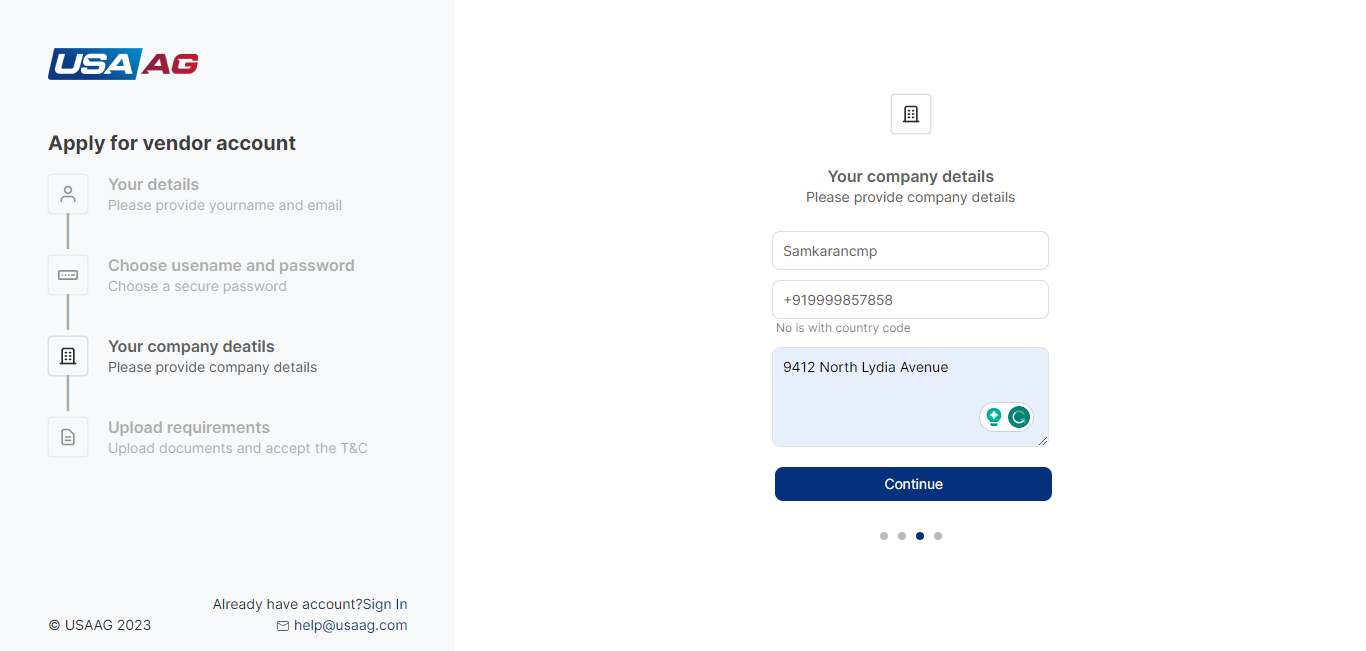 USA AG
Apply for vendor account
Your details
Please provide yourname and email
Choose usename and password
Choose a secure password
Your company deatils
Please provide company details
Upload requirements
Upload documents and accept the T&C
Already have account?Sign In
© USAAG 2023
help@usaag.com
Your company details
Please provide company details
Samkarancmp
+919999857858
No is with country code
9412 North Lydia Avenue
Continue